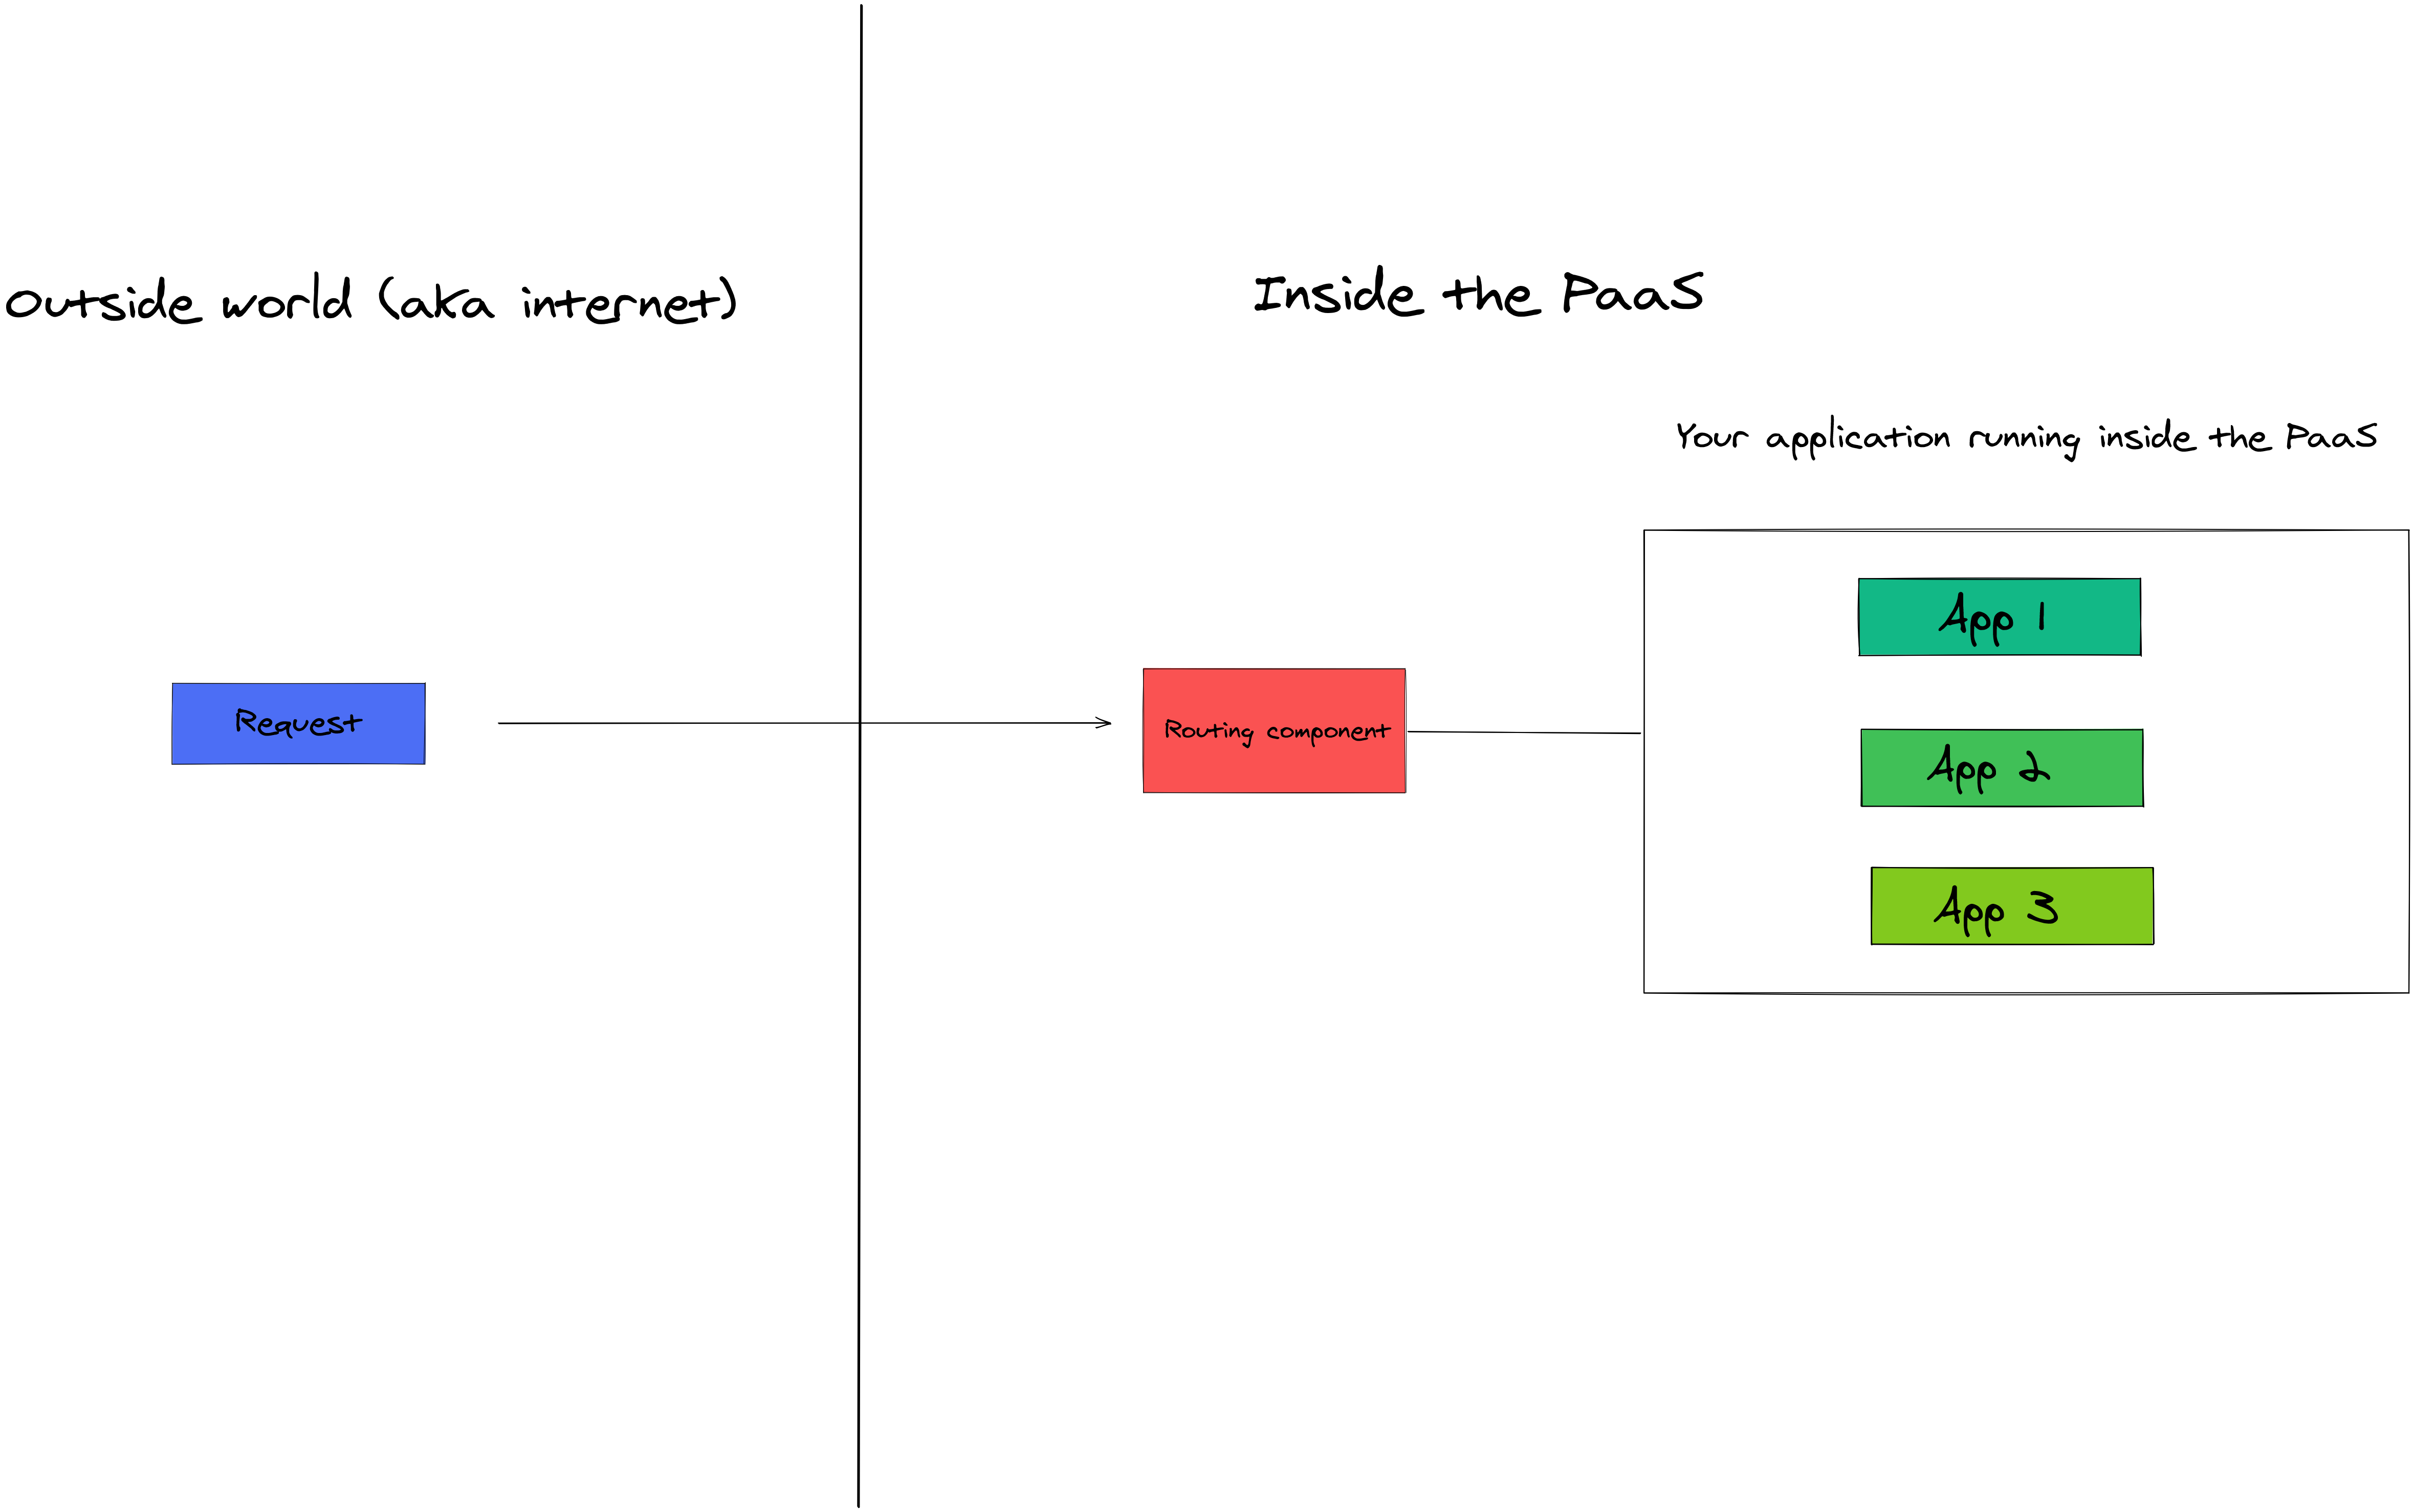 Outside world (aka internet)
Inside the PaaS
Your application running inside the PaaS
Request
Routing component
App 1
App 2
App 3